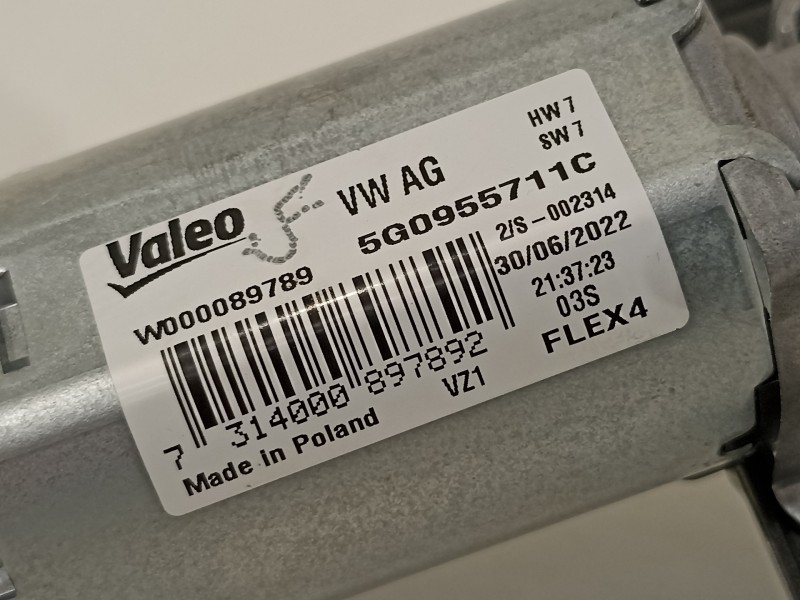 Valeo
VW AG
HW 7
SW 7
5G0955711C
W000089789
2/S-002314
30/06/2022
21:37:23
03S
FLEX4
7 314000 897892
VZ1
Made in Poland